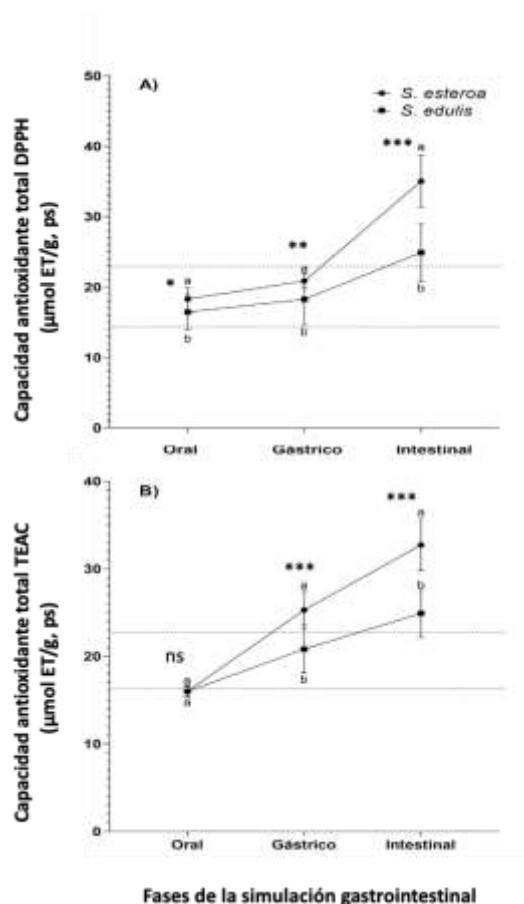 Capacidad antioxidante total DPPH
(µmol ET/g, ps)
A)
S. esteroa
S. edulis
50
40
30
20
10
0
***
a
**
a
* a
b
b
b
Oral Gástrico Intestinal
Capacidad antioxidante total TEAC
(µmol ET/g, ps)
B)
40
30
20
10
0
***
a
***
a
b
ns
a
a
b
Oral Gástrico Intestinal
Fases de la simulación gastrointestinal